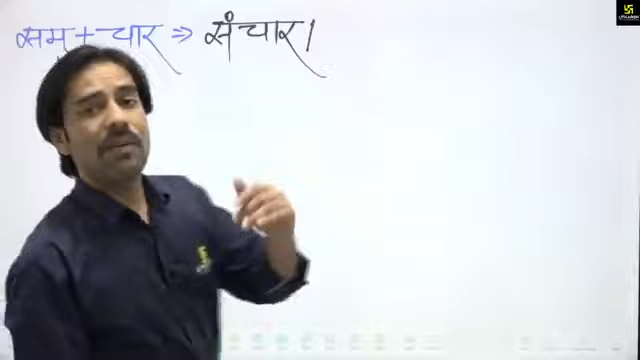 सम् + चार ⇒ संचार।